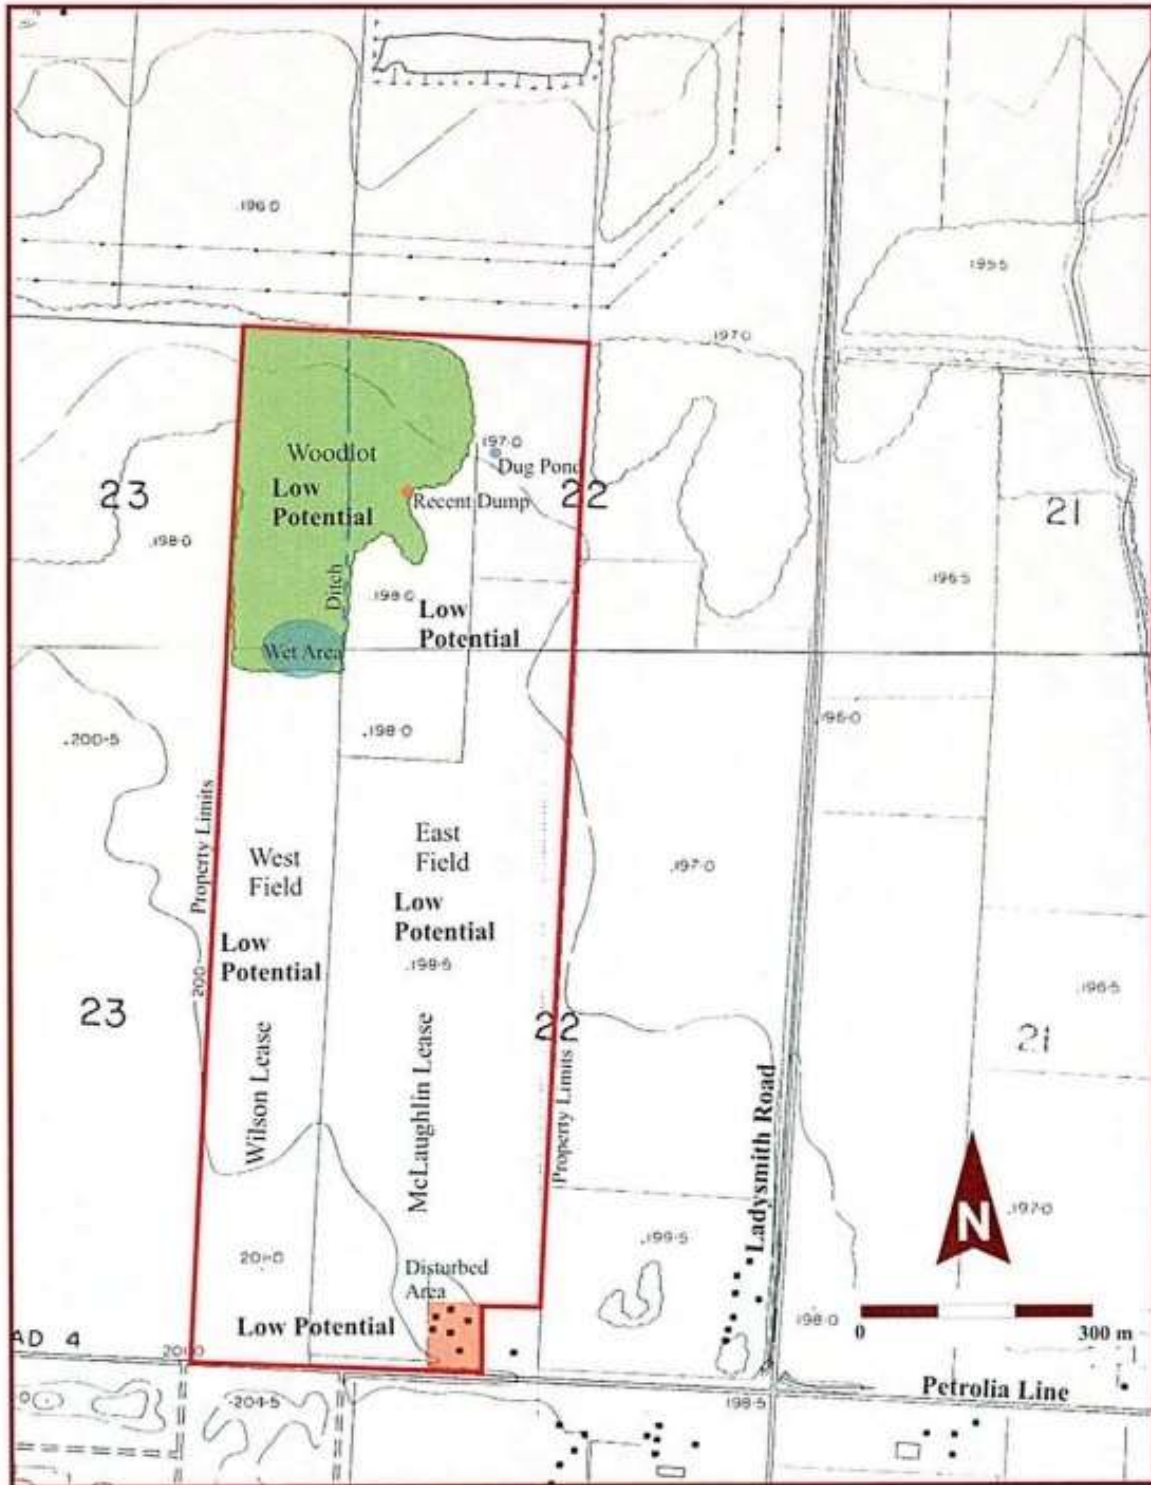 .196.0
195.5
197.0
Woodlot
197.0
Dug Pond
23
Low
Potential
Recent Dump
22
21
.198.0
.198.0
Ditch
Low
Potential
.196.5
Wet Area
.200.5
.198.0
.196.0
Property Limits
West
Field
East
Field
.197.0
Low
Potential
Low
Potential
.198.5
200
.196.5
23
22
21
Wilson Lease
McLaughlin Lease
Property Limits
Ladysmith Road
N
.197.0
201.0
.199.5
Disturbed
Area
198.0
0 300 m
Low Potential
AD 4
Petrolia Line
204.5
198.5